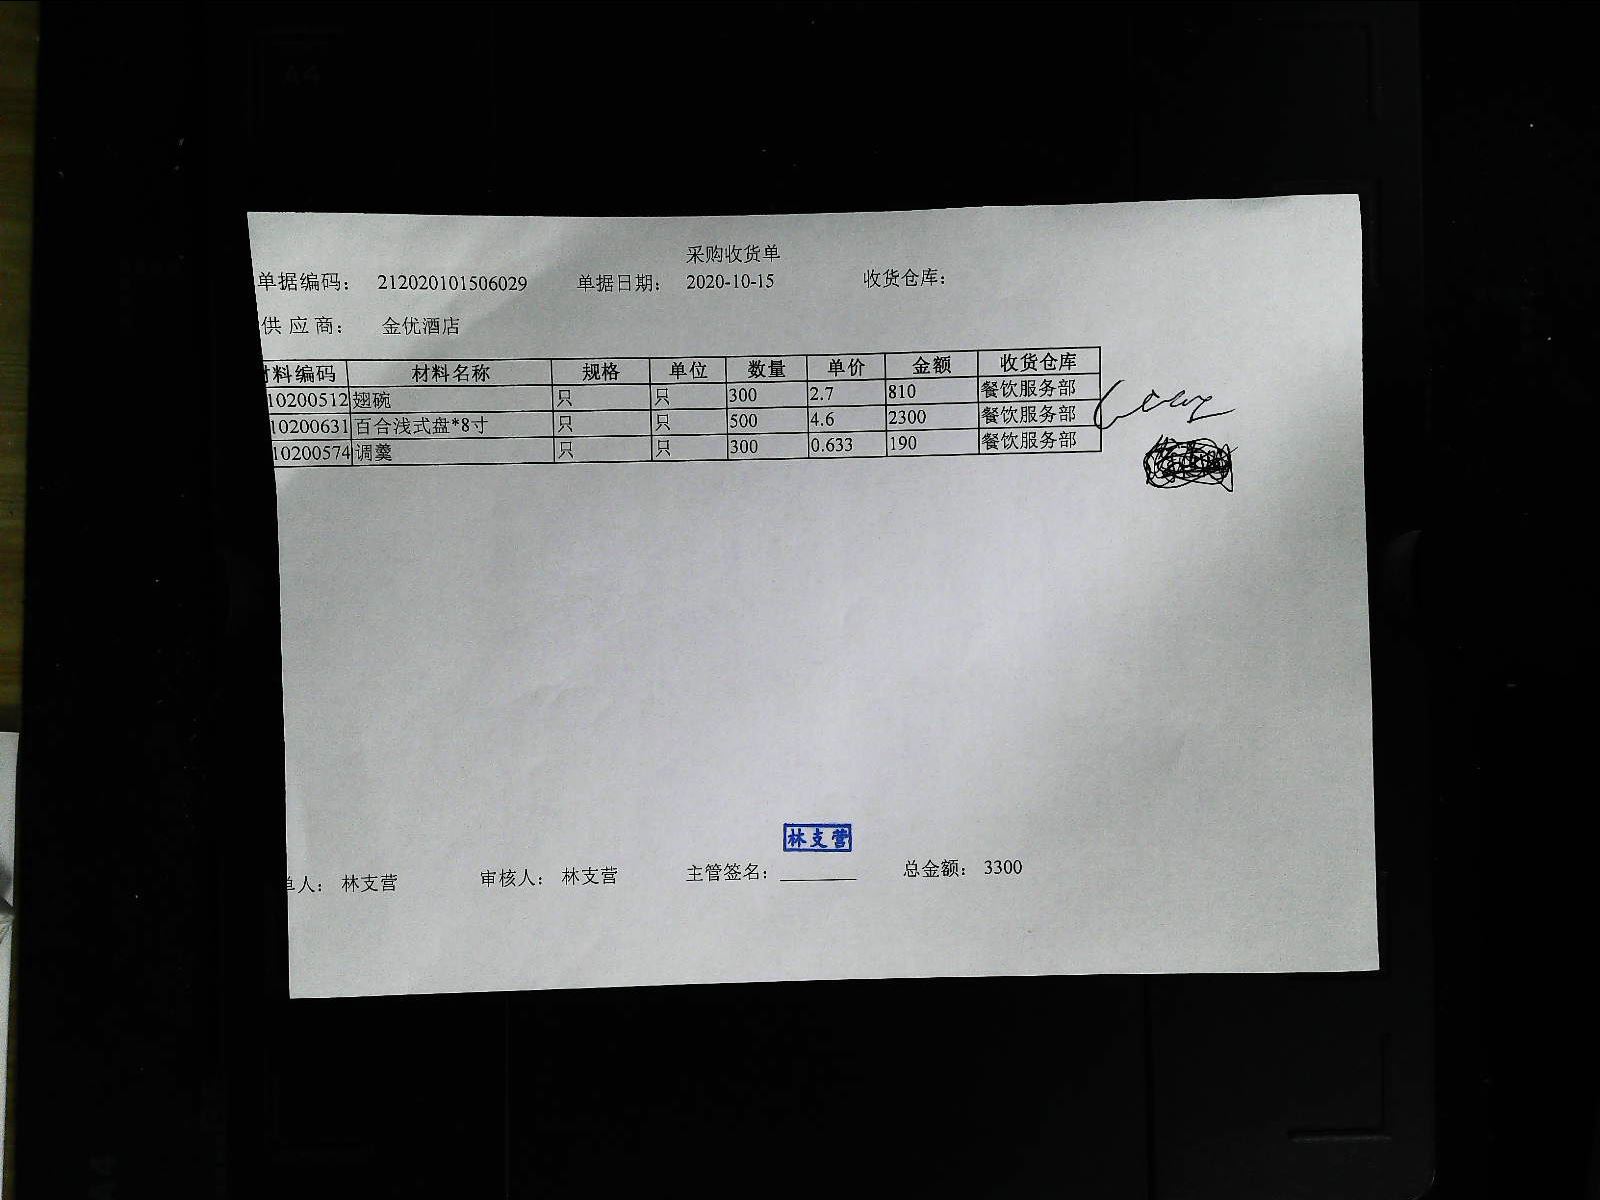 采购收货单
单据编码： 212020101506029 单据日期： 2020-10-15 收货仓库：
供应商： 金优酒店
材料编码 材料名称 规格 单位 数量 单价 金额 收货仓库
10200512 翅碗 只 只 300 2.7 810 餐饮服务部
10200631 百合浅式盘*8寸 只 只 500 4.6 2300 餐饮服务部
10200574 调羹 只 只 300 0.633 190 餐饮服务部
林支营
单人： 林支营 审核人： 林支营 主管签名： 总金额： 3300